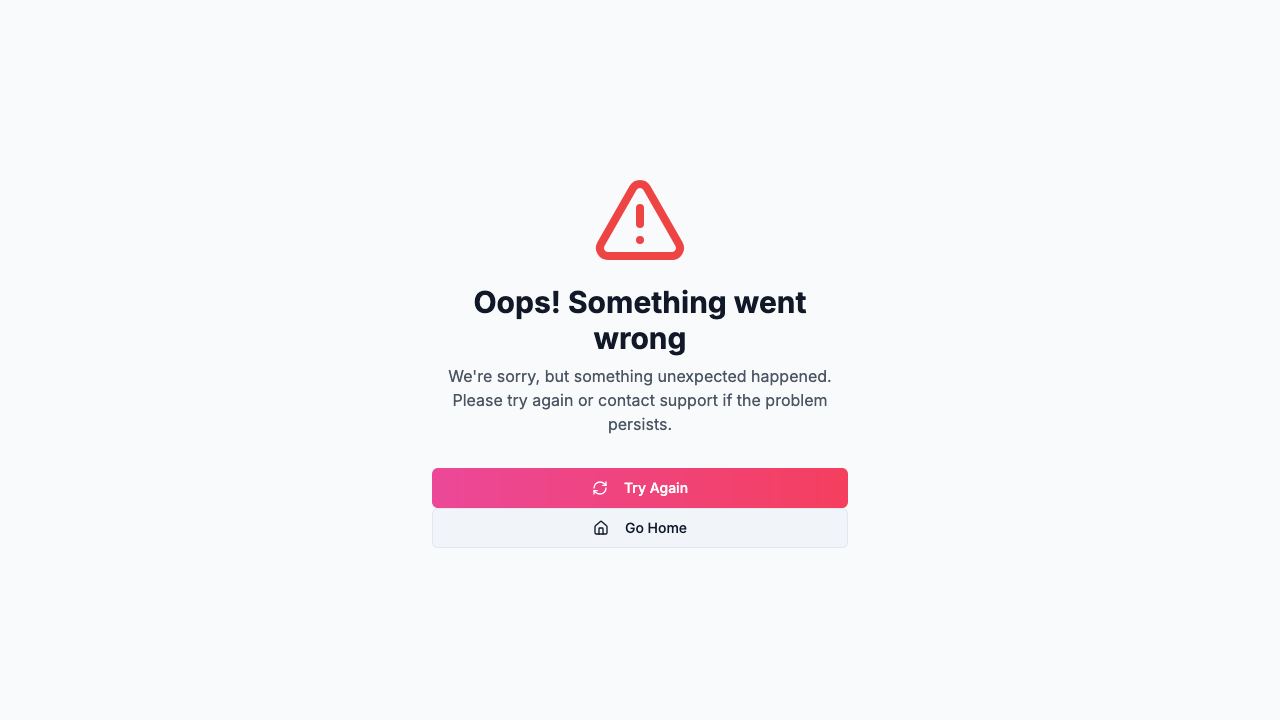 Oops! Something went
wrong
We're sorry, but something unexpected happened.
Please try again or contact support if the problem
persists.
Try Again
Go Home